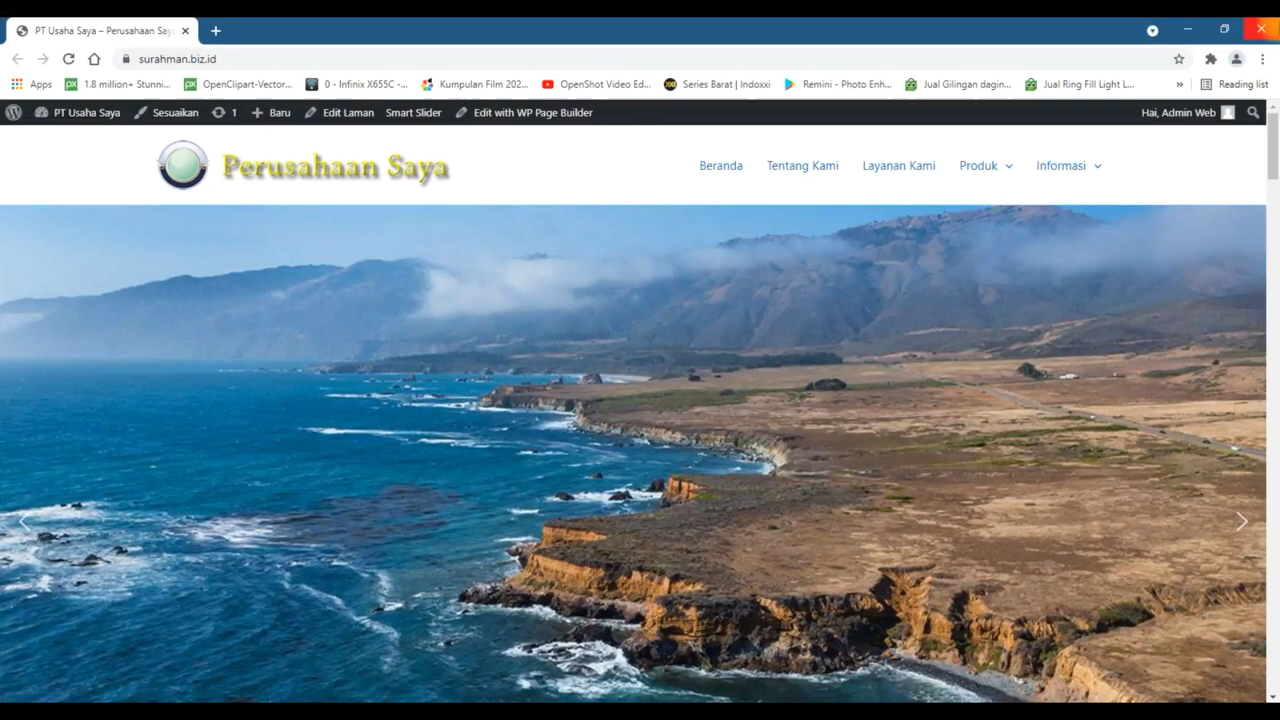 PT Usaha Saya – Perusahaan Say
surahman.biz.id
Apps 1.8 million+ Stunni... OpenClipart-Vector... 0 - Infinix X655C -... Kumpulan Film 202... OpenShot Video Ed... Series Barat | Indoxxi Remini - Photo Enh... Jual Gilingan dagin... Jual Ring Fill Light L... » Reading list
PT Usaha Saya Sesuaikan 1 Baru Edit Laman Smart Slider Edit with WP Page Builder Hai, Admin Web
Perusahaan Saya
Beranda Tentang Kami Layanan Kami Produk Informasi